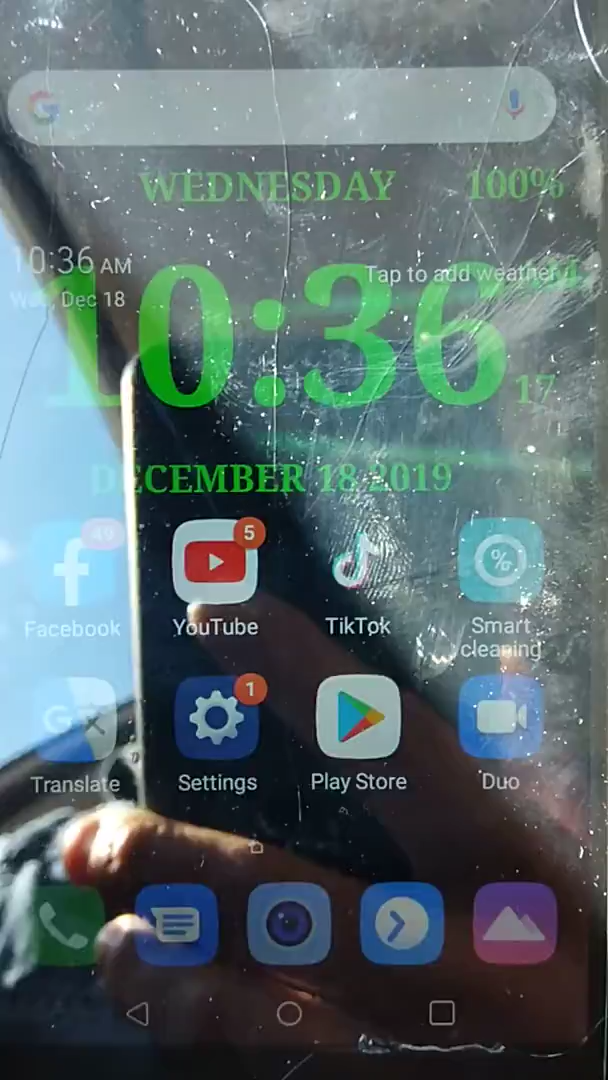 WEDNESDAY 100%
10:36 AM
Tap to add weather
Wed, Dec 18
10:36
17
DECEMBER 18 2019
49
5
Facebook YouTube TikTok Smart cleaning
1
Translate Settings Play Store Duo